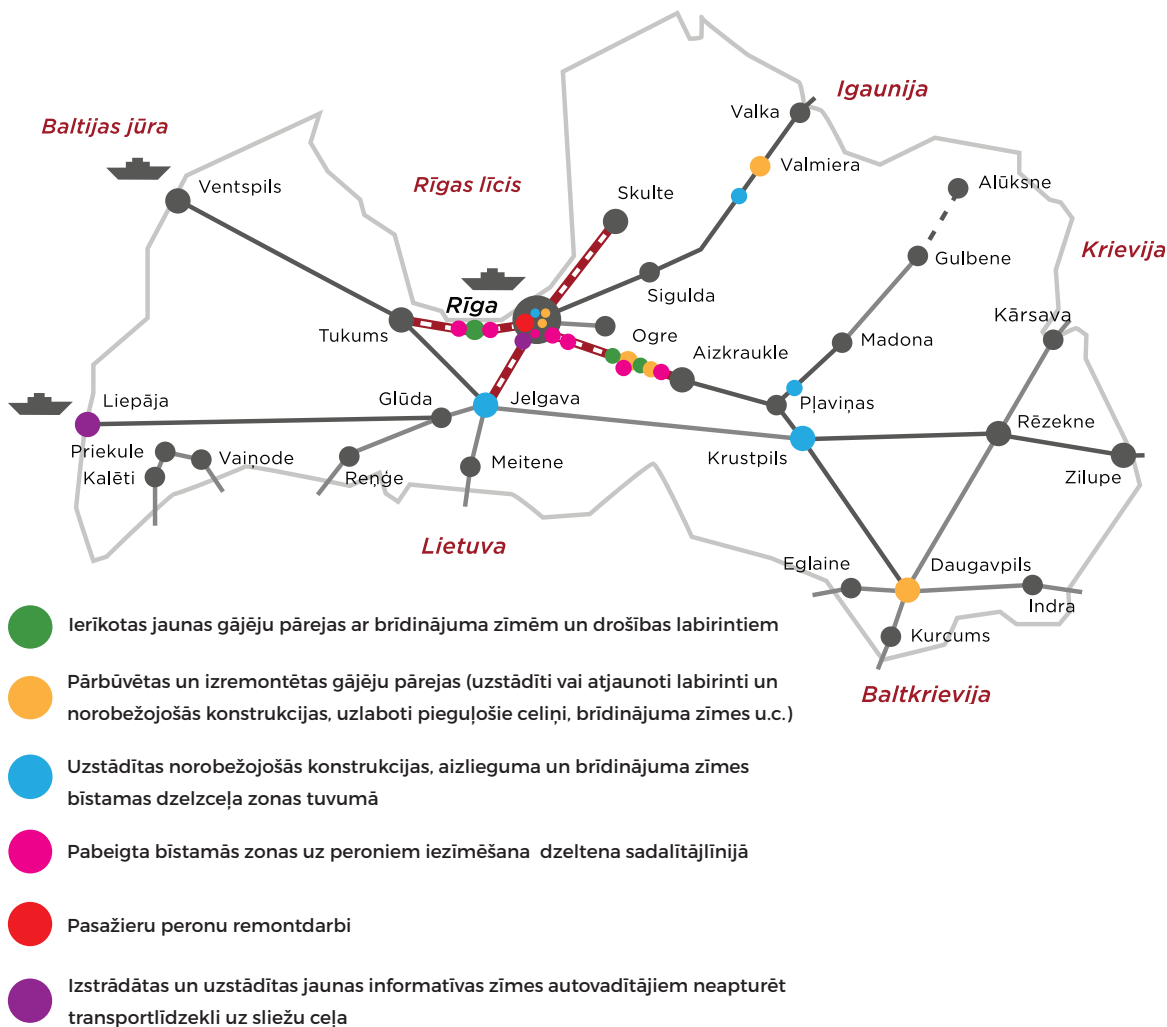 Igaunija
Valka
Baltijas jūra
Valmiera
Ventspils
Rīgas līcis
Skulte
Alūksne
Krievija
Gulbene
Sigulda
Rīga
Kārsava
Tukums
Ogre
Madona
Aizkraukle
Liepāja
Glūda
Jelgava
Pļaviņas
Rēzekne
Priekule
Vaiņode
Krustpils
Kalēti
Reņģe
Meitene
Zilupe
Lietuva
Eglaine
Daugavpils
Indra
Kurcums
Baltkrievija
Ierīkotas jaunas gājēju pārejas ar brīdinājuma zīmēm un drošības labirintiem
Pārbūvētas un izremontētas gājēju pārejas (uzstādīti vai atjaunoti labirinti un
norobežojošās konstrukcijas, uzlaboti pieguļošie celiņi, brīdinājuma zīmes u.c.)
Uzstādītas norobežojošās konstrukcijas, aizlieguma un brīdinājuma zīmes
bīstamas dzelzceļa zonas tuvumā
Pabeigta bīstamās zonas uz peroniem iezīmēšana dzeltena sadalītājlīnijā
Pasažieru peronu remontdarbi
Izstrādātas un uzstādītas jaunas informatīvas zīmes autovadītājiem neapturēt
transportlīdzekli uz sliežu ceļa